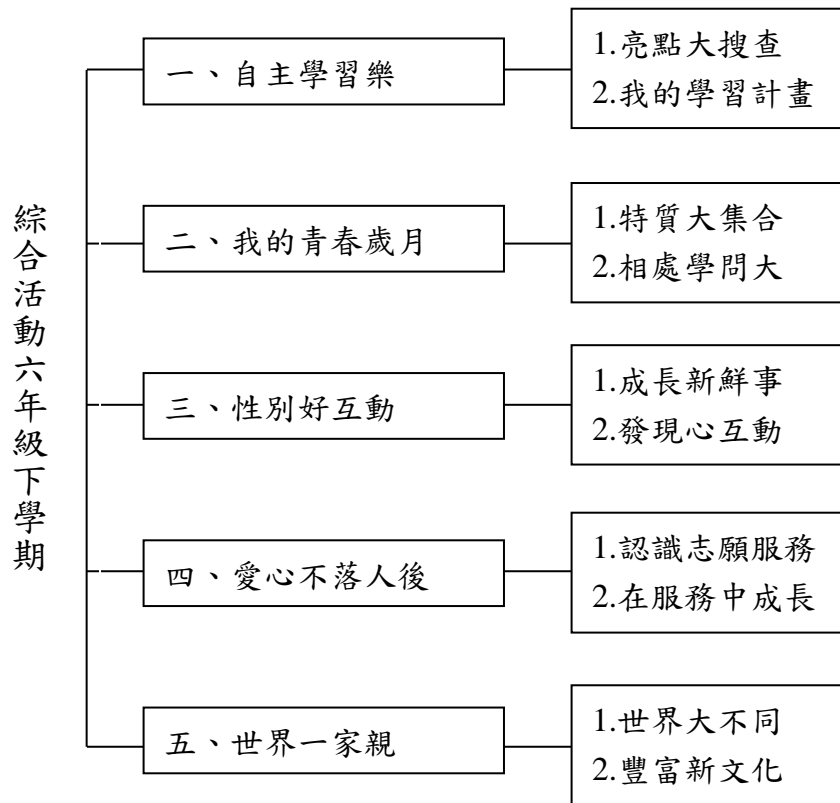 綜合活動六年級下學期
一、自主學習樂
1.亮點大搜查
2.我的學習計畫
二、我的青春歲月
1.特質大集合
2.相處學問大
三、性別好互動
1.成長新鮮事
2.發現心互動
四、愛心不落人後
1.認識志願服務
2.在服務中成長
五、世界一家親
1.世界大不同
2.豐富新文化